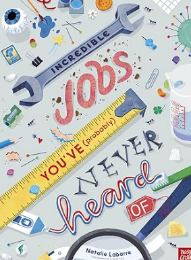 INCREDIBLE
JOBS
YOU'VE (probably)
NEVER
heard
OF
Natalie Labarre